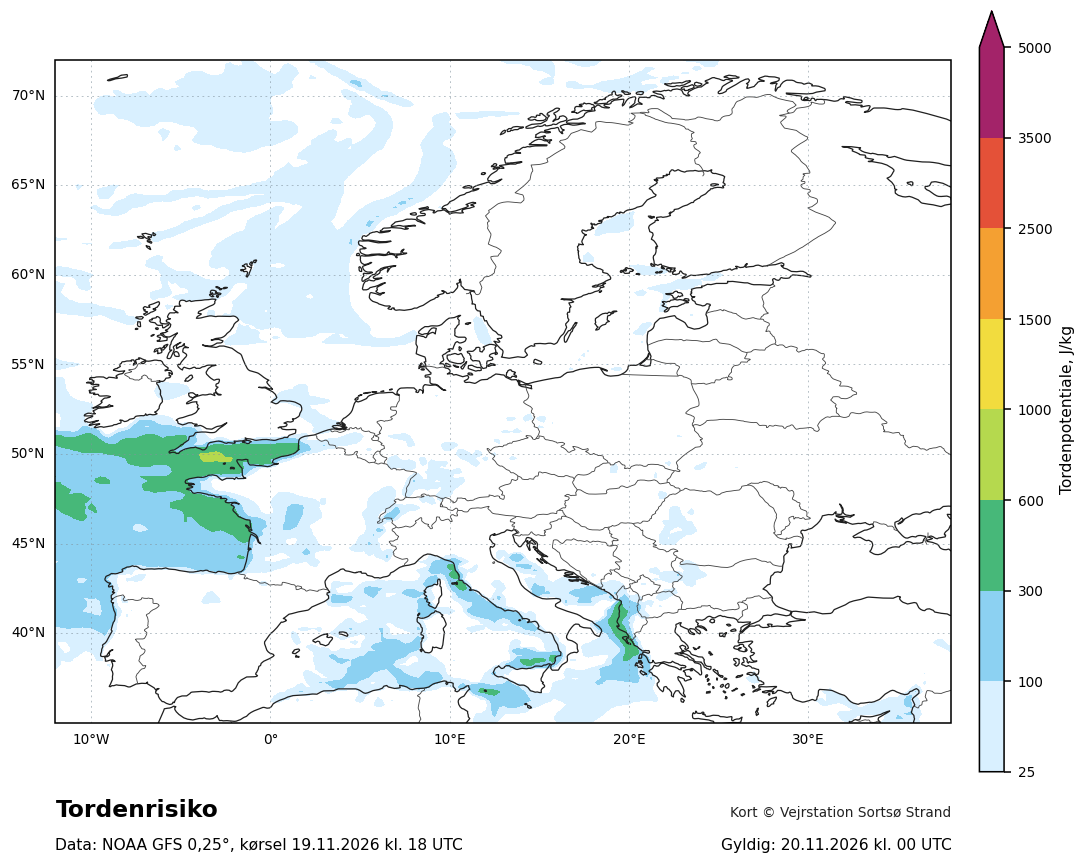 70°N
65°N
60°N
55°N
50°N
45°N
40°N
10°W
0°
10°E
20°E
30°E
5000
3500
2500
1500
1000
600
300
100
25
Tordenpotentiale, J/kg
Tordenrisiko
Kort © Vejrstation Sortsø Strand
Data: NOAA GFS 0,25°, kørsel 19.11.2026 kl. 18 UTC
Gyldig: 20.11.2026 kl. 00 UTC